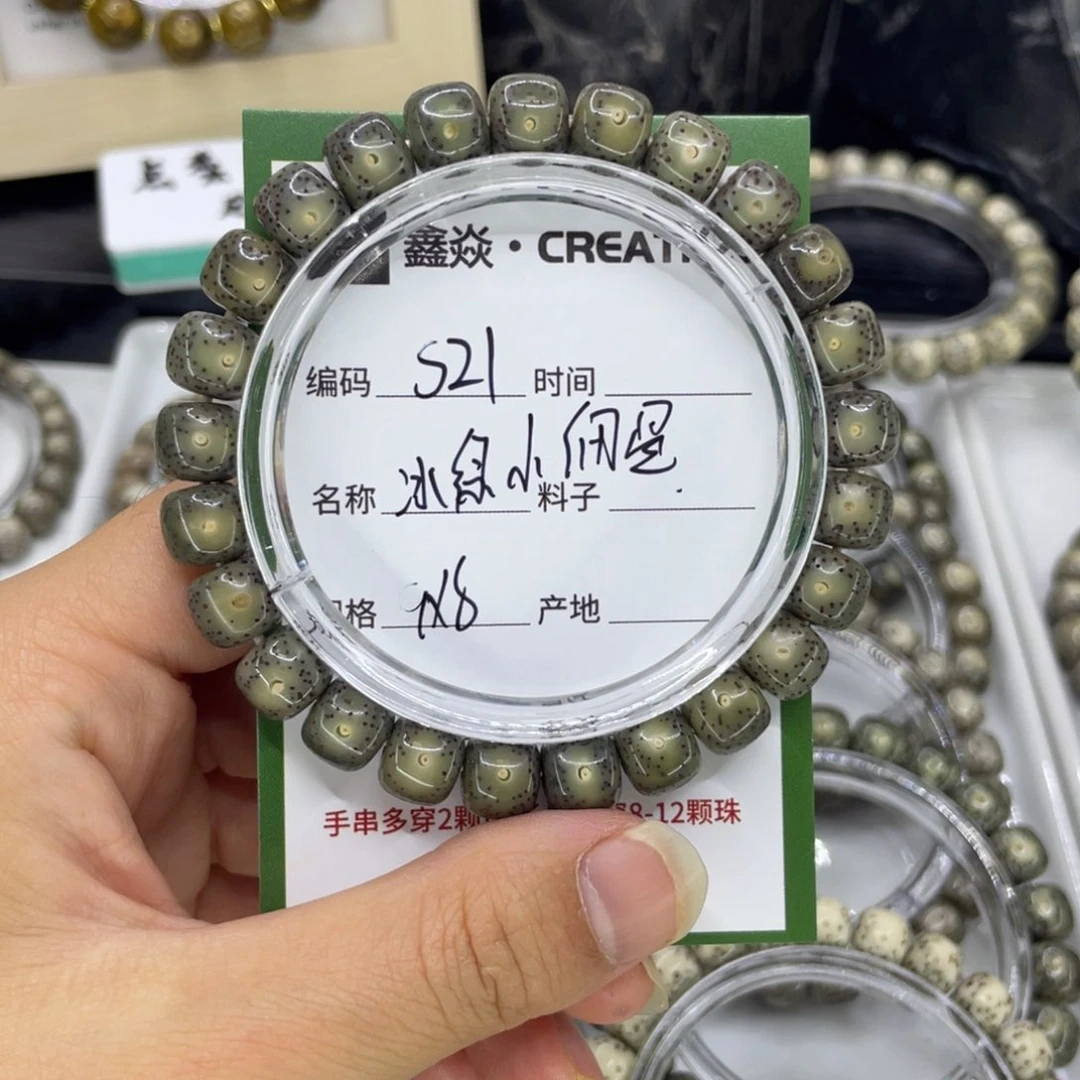 鑫焱·CREAT
编码 S21 时间
名称 冰绿小 料子
格 7x8 产地
手串多穿2颗 8-12颗珠